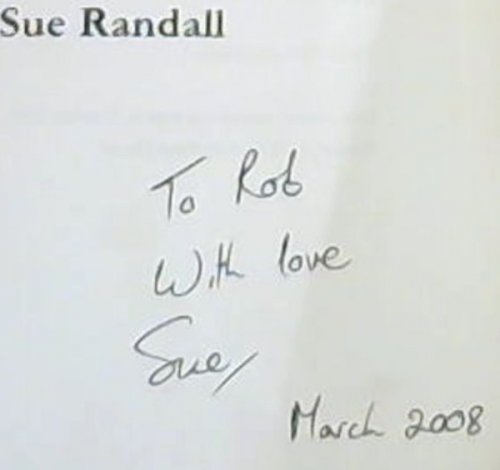 Sue Randall
To Rob
With love
Sue
March 2008